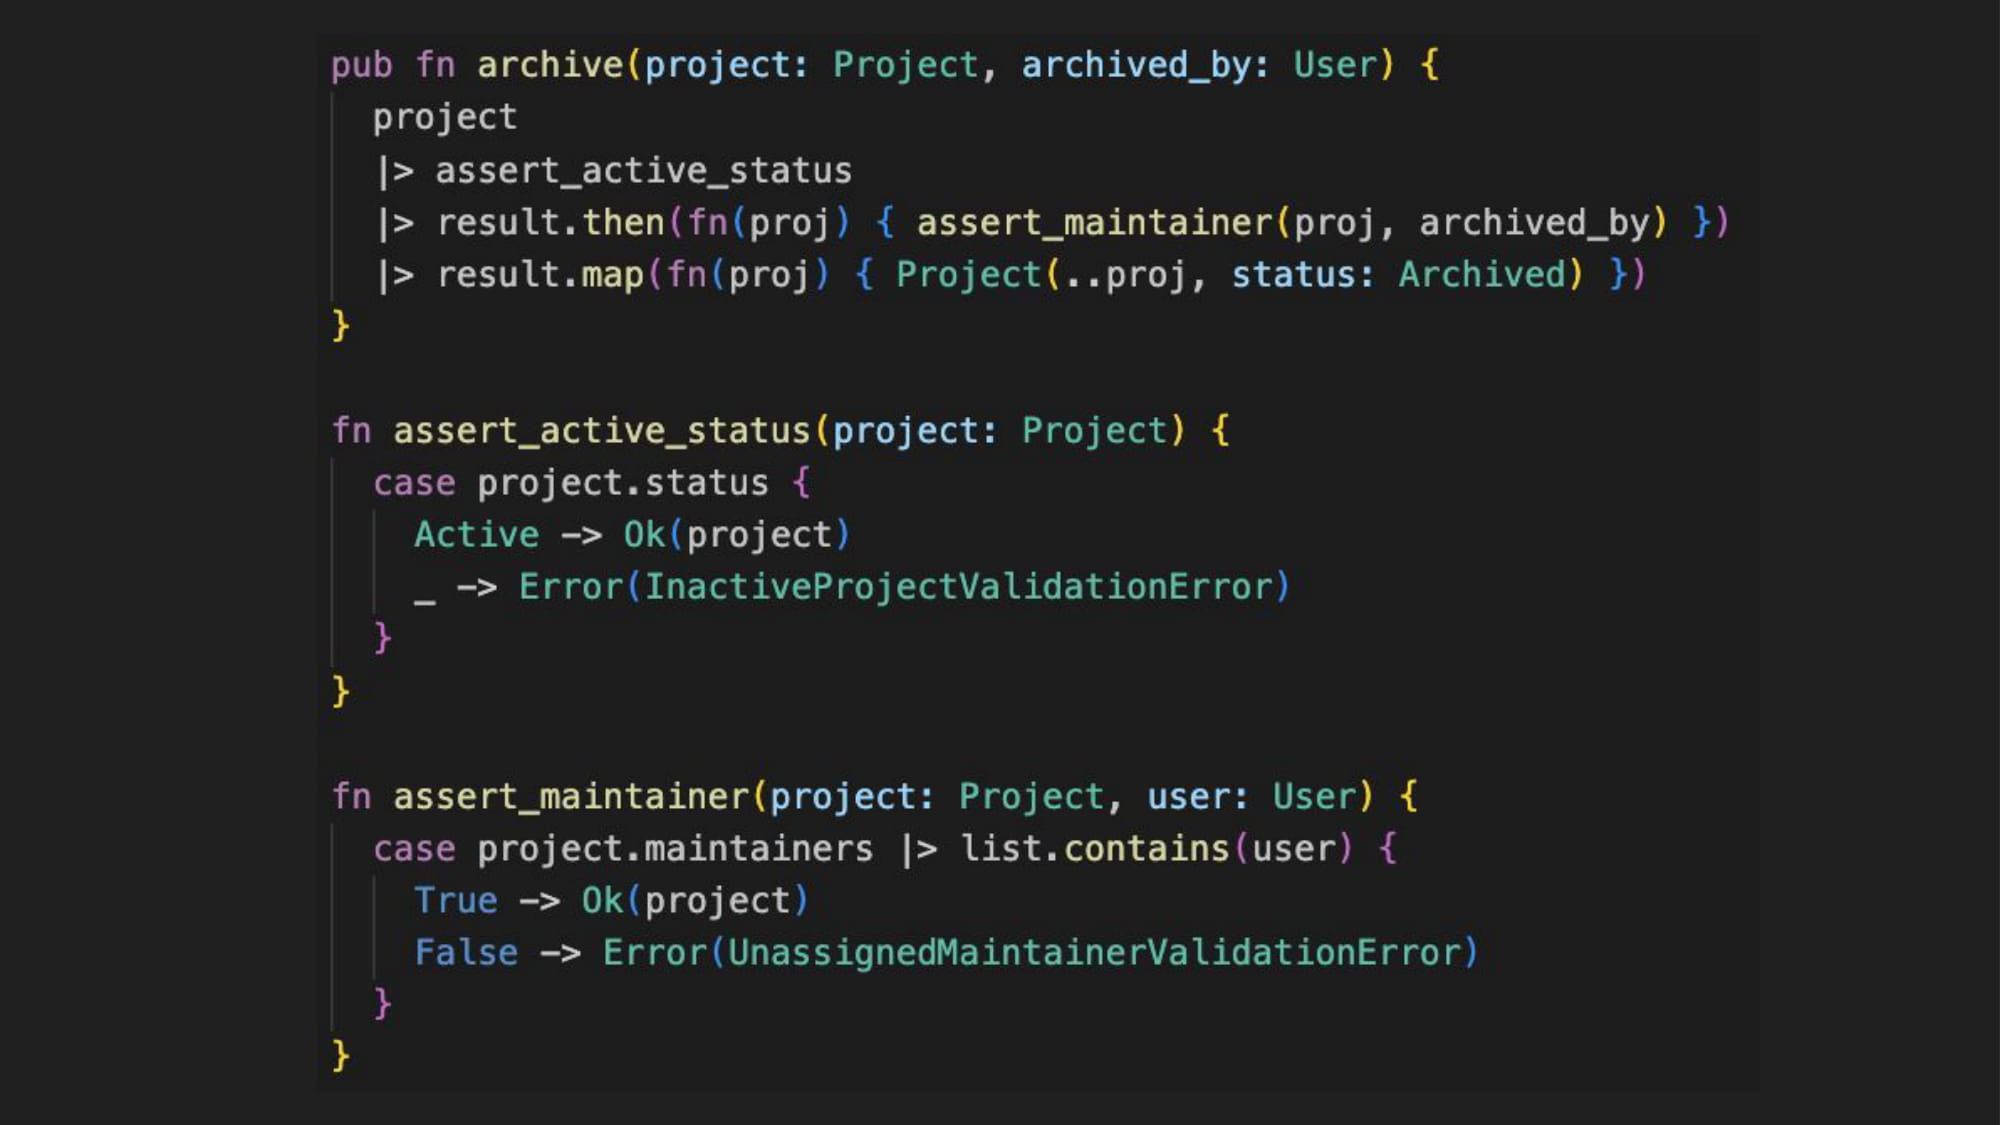 pub fn archive(project: Project, archived_by: User) {
  project
  |> assert_active_status
  |> result.then(fn(proj) { assert_maintainer(proj, archived_by) })
  |> result.map(fn(proj) { Project(..proj, status: Archived) })
}

fn assert_active_status(project: Project) {
  case project.status {
    Active -> Ok(project)
    _ -> Error(InactiveProjectValidationError)
  }
}

fn assert_maintainer(project: Project, user: User) {
  case project.maintainers |> list.contains(user) {
    True -> Ok(project)
    False -> Error(UnassignedMaintainerValidationError)
  }
}